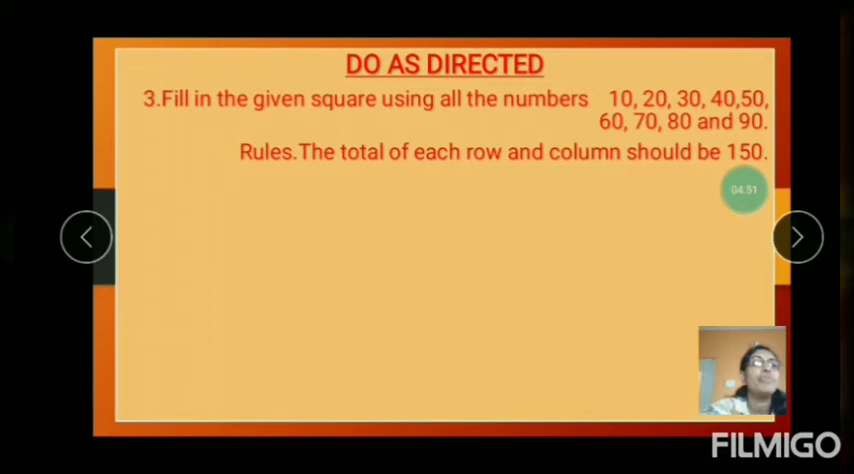 DO AS DIRECTED
3.Fill in the given square using all the numbers 10, 20, 30, 40,50,
60, 70, 80 and 90.
Rules.The total of each row and column should be 150.
04:51
FILMIGO